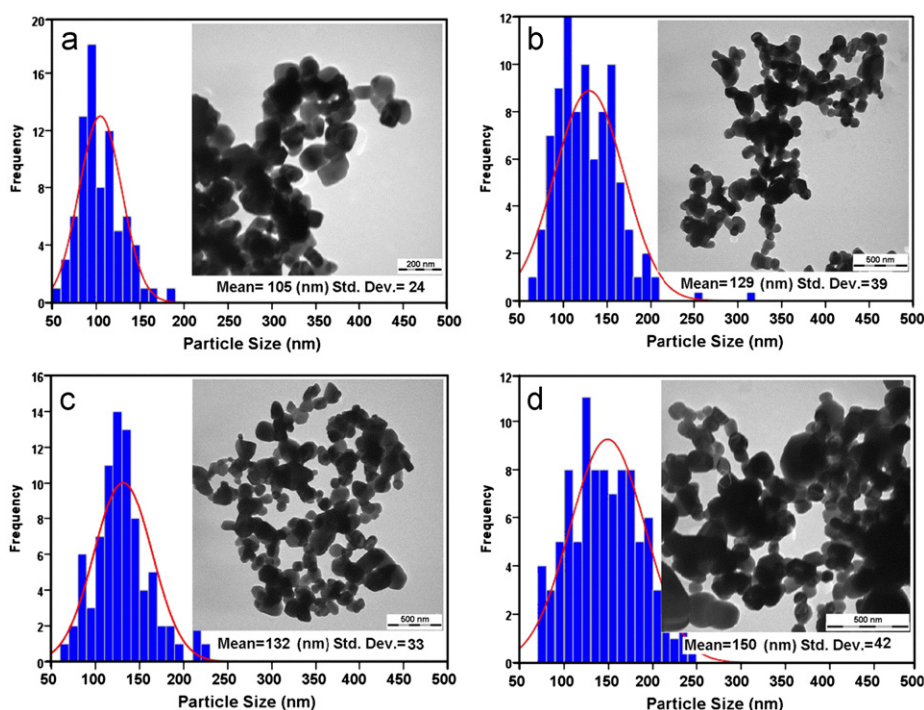 a
20
16
12
8
4
0
Frequency
200 nm
Mean= 105 (nm) Std. Dev.= 24
50 100 150 200 250 300 350 400 450 500
Particle Size (nm)
b
12
10
8
6
4
2
0
Frequency
500 nm
Mean=129 (nm) Std. Dev.=39
50 100 150 200 250 300 350 400 450 500
Particle Size (nm)
c
16
14
12
10
8
6
4
2
0
Frequency
500 nm
Mean=132 (nm) Std. Dev.=33
50 100 150 200 250 300 350 400 450 500
Particle Size (nm)
d
12
10
8
6
4
2
0
Frequency
500 nm
Mean=150 (nm) Std. Dev.=42
50 100 150 200 250 300 350 400 450 500
Particle Size (nm)